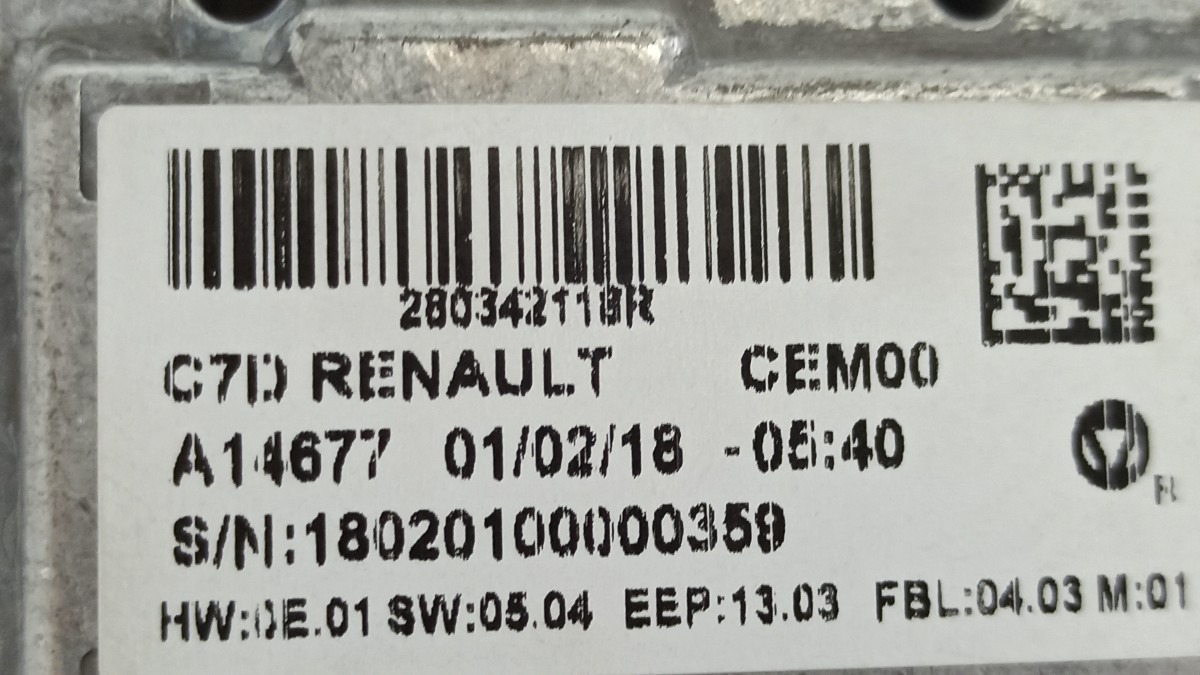 280342118R
C7D RENAULT CEM00
A14677 01/02/18 -05:40
S/N:18020100000359
HW:0E.01 SW:05.04 EEP:13.03 FBL:04.03 M:01